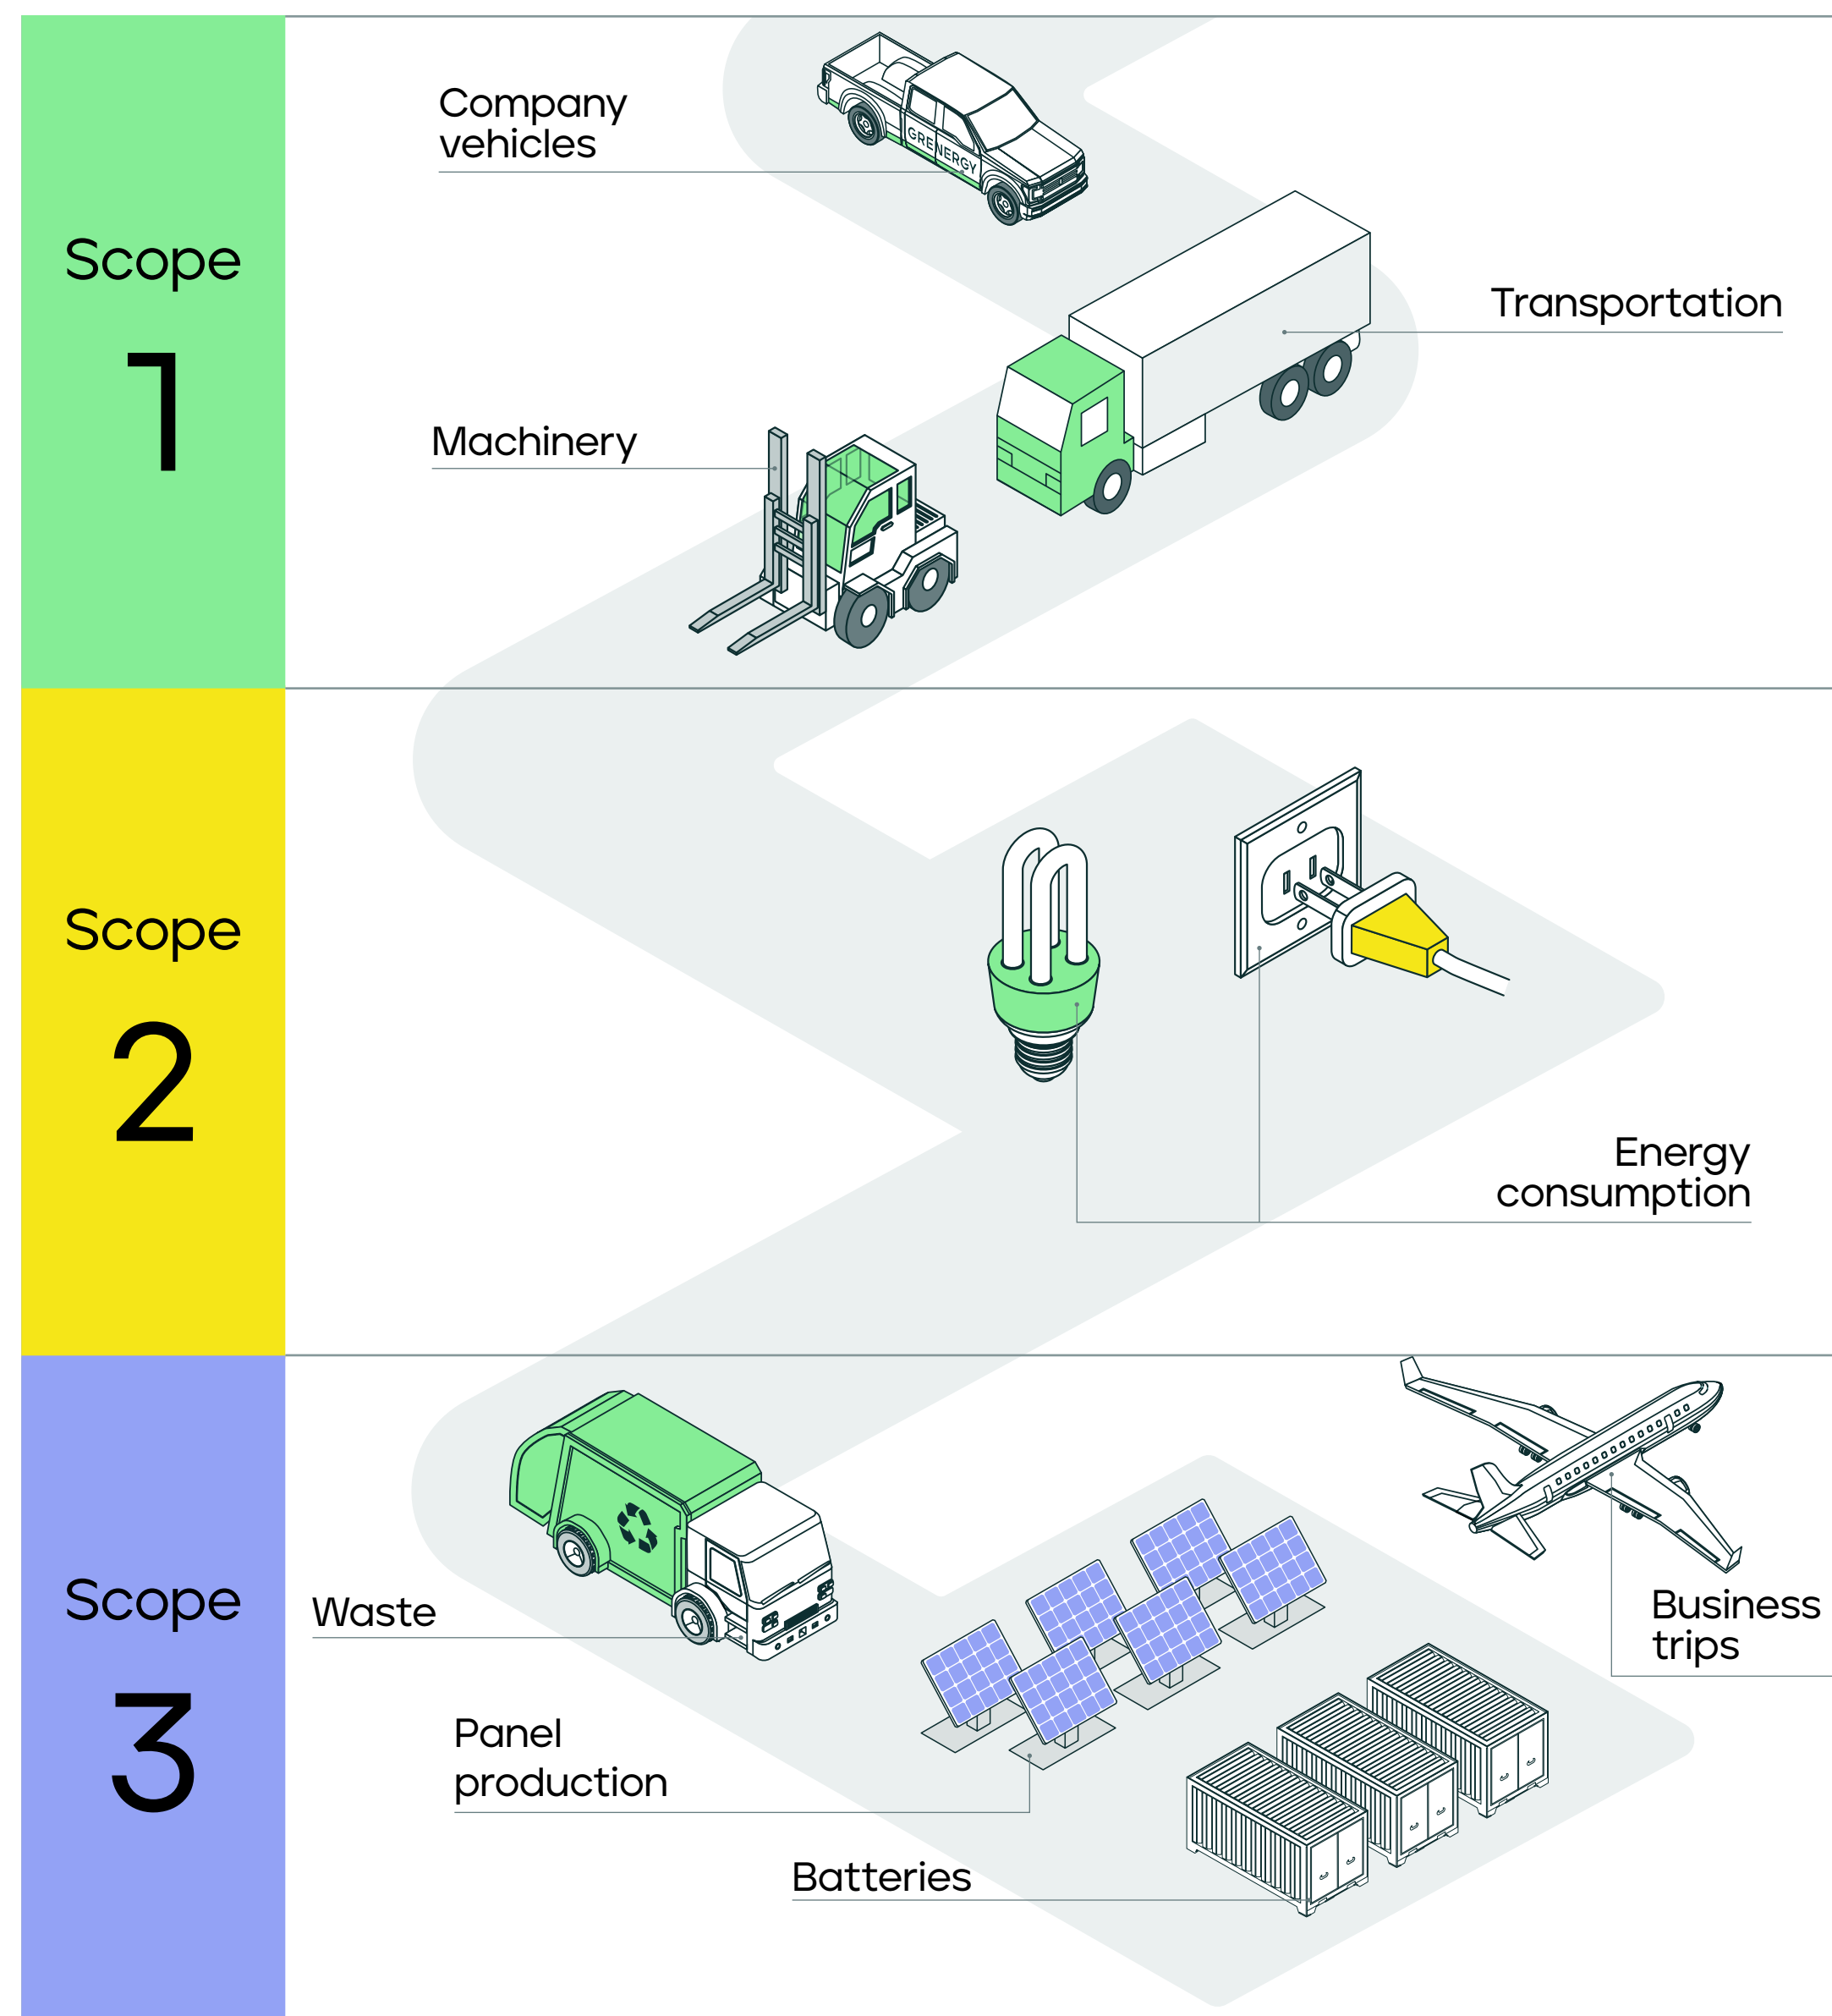 Scope
1
Company
vehicles
GRENERGY
Transportation
Machinery
Scope
2
Energy
consumption
Scope
3
Waste
Business
trips
Panel
production
Batteries